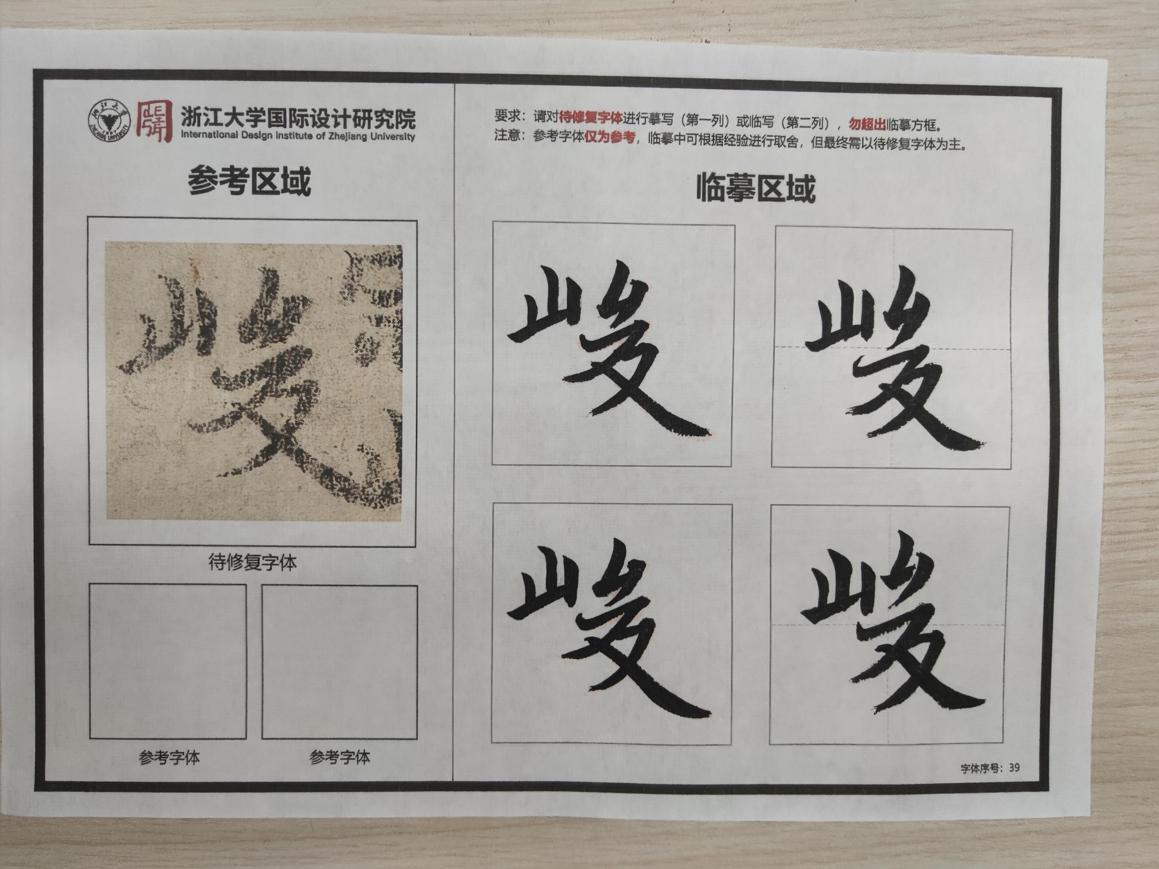 浙江大学国际设计研究院
International Design Institute of Zhejiang University
参考区域
待修复字体
参考字体 参考字体
要求：请对待修复字体进行摹写（第一列）或临写（第二列），勿超出临摹方框。
注意：参考字体仅为参考，临摹中可根据经验进行取舍，但最终需以待修复字体为主。
临摹区域
峻 峻
峻 峻
字体序号：39